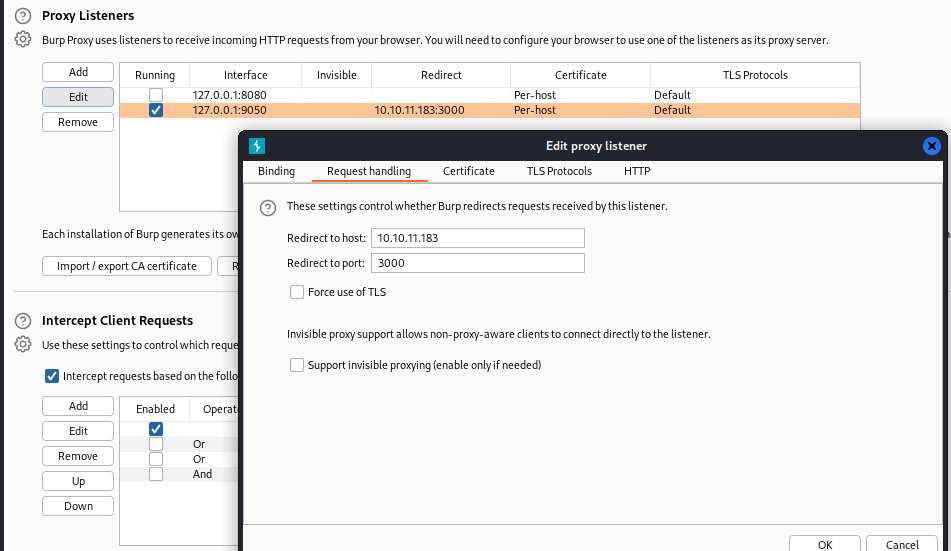 Proxy Listeners
Burp Proxy uses listeners to receive incoming HTTP requests from your browser. You will need to configure your browser to use one of the listeners as its proxy server.
Add
Edit
Remove
Running Interface Invisible Redirect Certificate TLS Protocols
127.0.0.1:8080 Per-host Default
127.0.0.1:9050 10.10.11.183:3000 Per-host Default
Each installation of Burp generates its ow
Import / export CA certificate R
Intercept Client Requests
Use these settings to control which reque
Intercept requests based on the follo
Add
Edit
Remove
Up
Down
Enabled Operat
Or
Or
And
Edit proxy listener
Binding Request handling Certificate TLS Protocols HTTP
These settings control whether Burp redirects requests received by this listener.
Redirect to host: 10.10.11.183
Redirect to port: 3000
Force use of TLS
Invisible proxy support allows non-proxy-aware clients to connect directly to the listener.
Support invisible proxying (enable only if needed)
OK Cancel